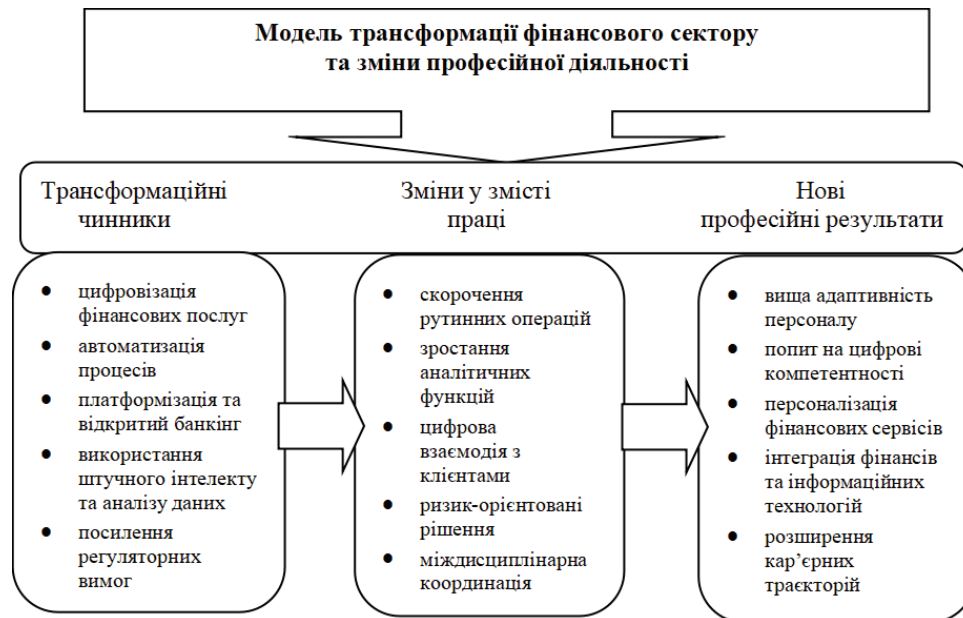 Модель трансформації фінансового сектору
та зміни професійної діяльності
Трансформаційні
чинники
Зміни у змісті
праці
Нові
професійні результати
● цифровізація
фінансових послуг
● автоматизація
процесів
● платформізація та
відкритий банкінг
● використання
штучного інтелекту
та аналізу даних
● посилення
регуляторних
вимог
● скорочення
рутинних операцій
● зростання
аналітичних
функцій
● цифрова
взаємодія з
клієнтами
● ризик-орієнтовані
рішення
● міждисциплінарна
координація
● вища адаптивність
персоналу
● попит на цифрові
компетентності
● персоналізація
фінансових сервісів
● інтеграція фінансів
та інформаційних
технологій
● розширення
кар’єрних
траєкторій